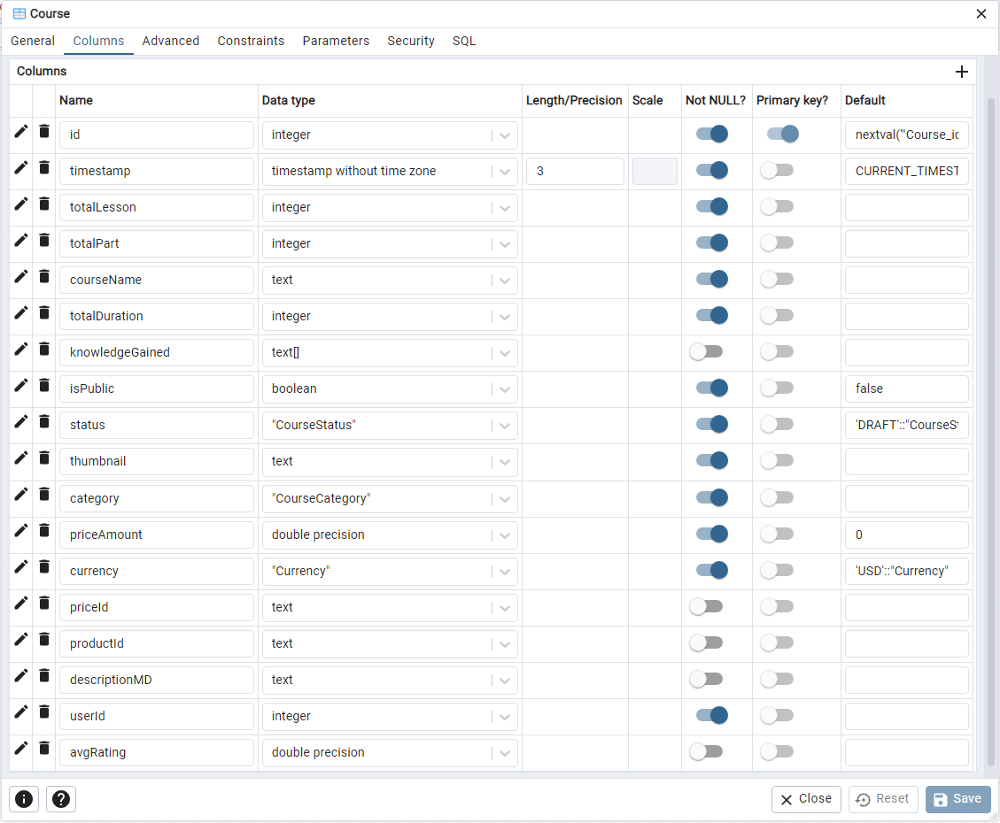 Course
General Columns Advanced Constraints Parameters Security SQL
Columns
Name Data type Length/Precision Scale Not NULL? Primary key? Default
id integer nextval('"Course_ic
timestamp timestamp without time zone 3 CURRENT_TIMEST
totalLesson integer
totalPart integer
courseName text
totalDuration integer
knowledgeGained text[]
isPublic boolean false
status "CourseStatus" 'DRAFT'::"CourseSt
thumbnail text
category "CourseCategory"
priceAmount double precision 0
currency "Currency" 'USD'::"Currency"
priceId text
productId text
descriptionMD text
userId integer
avgRating double precision
Close Reset Save